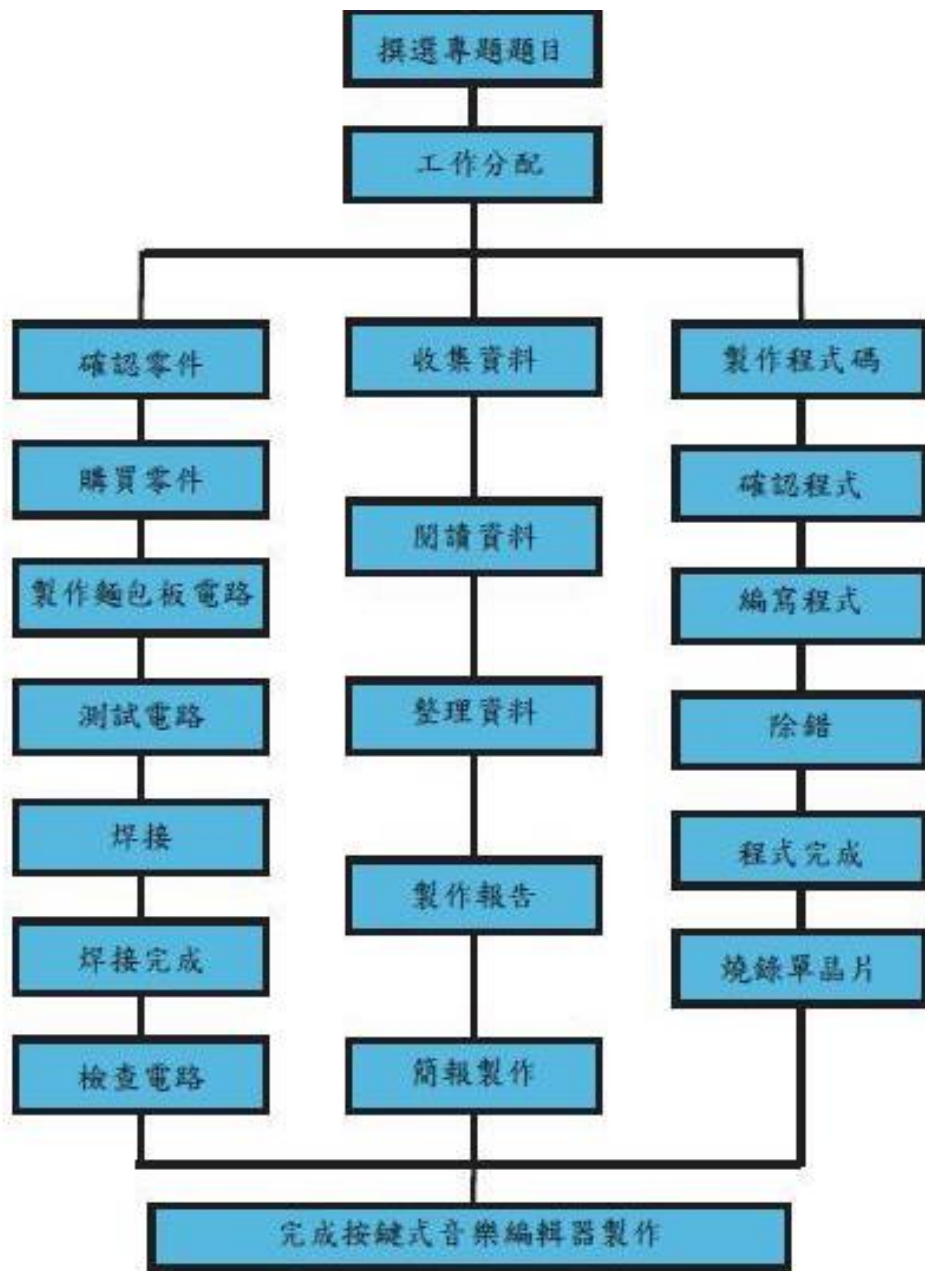 撰選專題題目
工作分配
確認零件
購買零件
製作麵包板電路
測試電路
焊接
焊接完成
檢查電路
收集資料
閱讀資料
整理資料
製作報告
簡報製作
製作程式碼
確認程式
編寫程式
除錯
程式完成
燒錄單晶片
完成按鍵式音樂編輯器製作